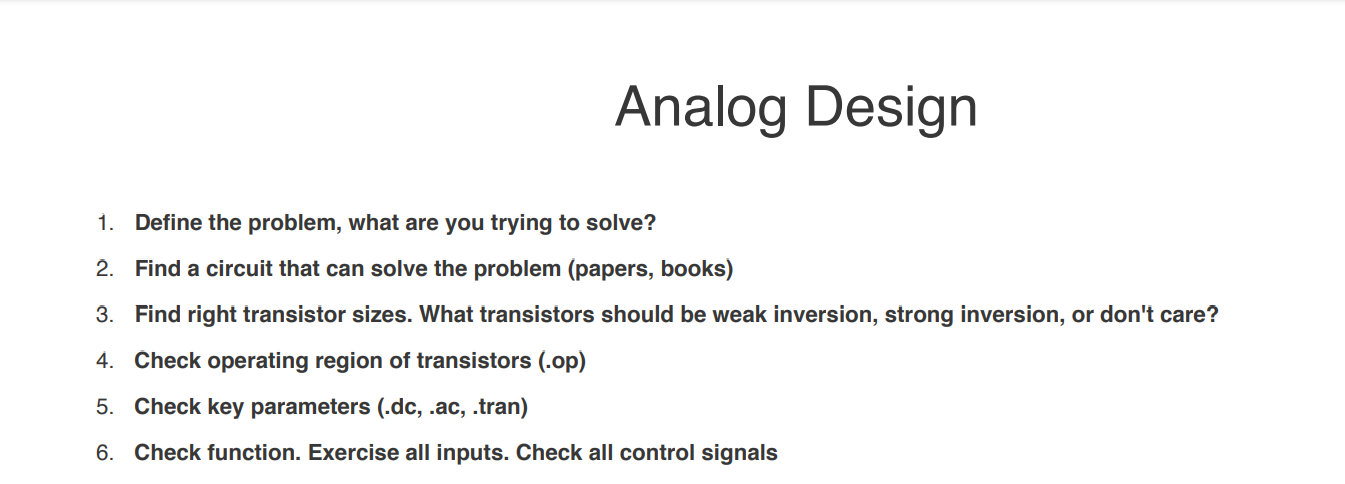 Analog Design
1. Define the problem, what are you trying to solve?
2. Find a circuit that can solve the problem (papers, books)
3. Find right transistor sizes. What transistors should be weak inversion, strong inversion, or don't care?
4. Check operating region of transistors (.op)
5. Check key parameters (.dc, .ac, .tran)
6. Check function. Exercise all inputs. Check all control signals